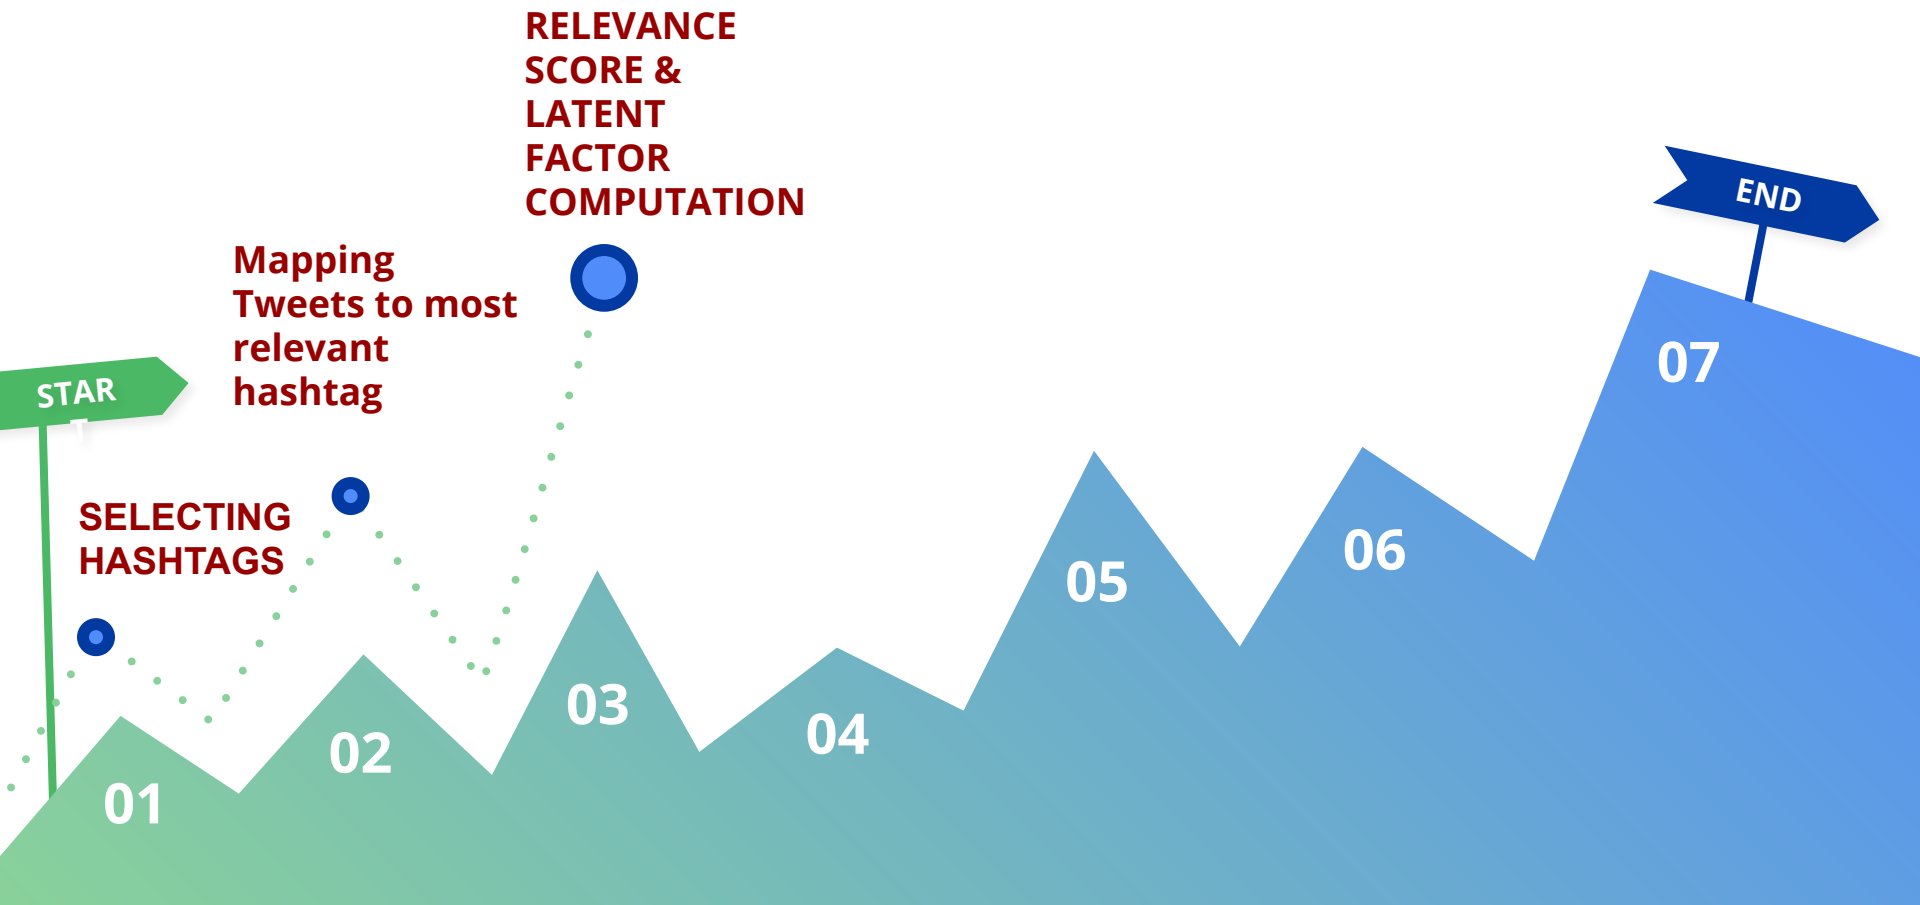 RELEVANCE
SCORE &
LATENT
FACTOR
COMPUTATION
Mapping
Tweets to most
relevant
hashtag
STAR
T
SELECTING
HASHTAGS
END
01
02
03
04
05
06
07